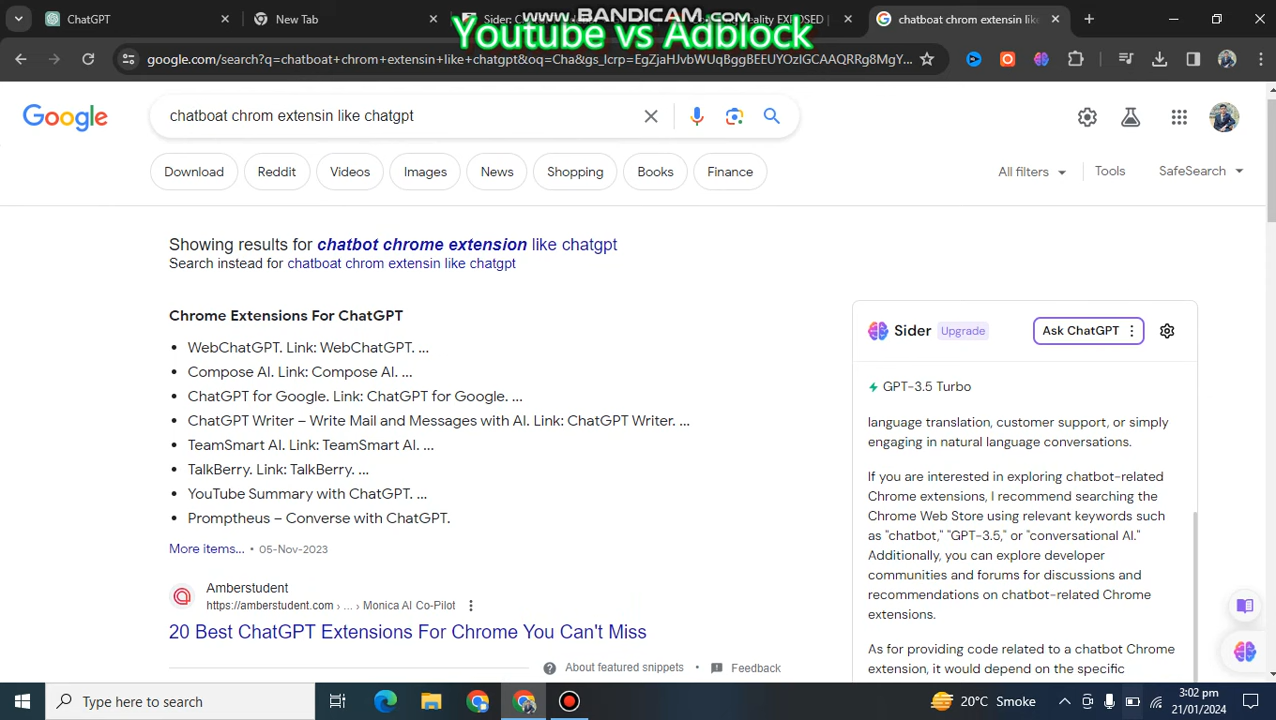 ChatGPT
New Tab
Sider: Ch
eality EXPOSED |
chatboat chrom extensin like
www.BANDICAM.com
Youtube vs Adblock
google.com/search?q=chatboat+chrom+extensin+like+chatgpt&oq=Cha&gs_lcrp=EgZjaHJvbWUqBggBEEUYOzIGCAAQRRg8MgY...
Google
chatboat chrom extensin like chatgpt
Download
Reddit
Videos
Images
News
Shopping
Books
Finance
All filters
Tools
SafeSearch
Showing results for chatbot chrome extension like chatgpt
Search instead for chatboat chrom extensin like chatgpt
Chrome Extensions For ChatGPT
• WebChatGPT. Link: WebChatGPT. ...
• Compose AI. Link: Compose AI. ...
• ChatGPT for Google. Link: ChatGPT for Google. ...
• ChatGPT Writer – Write Mail and Messages with AI. Link: ChatGPT Writer. ...
• TeamSmart AI. Link: TeamSmart AI. ...
• TalkBerry. Link: TalkBerry. ...
• YouTube Summary with ChatGPT. ...
• Promptheus – Converse with ChatGPT.
More items... • 05-Nov-2023
Amberstudent
https://amberstudent.com › ... › Monica AI Co-Pilot
20 Best ChatGPT Extensions For Chrome You Can't Miss
About featured snippets • Feedback
Sider Upgrade
Ask ChatGPT
GPT-3.5 Turbo
language translation, customer support, or simply
engaging in natural language conversations.
If you are interested in exploring chatbot-related
Chrome extensions, I recommend searching the
Chrome Web Store using relevant keywords such
as "chatbot," "GPT-3.5," or "conversational AI."
Additionally, you can explore developer
communities and forums for discussions and
recommendations on chatbot-related Chrome
extensions.
As for providing code related to a chatbot Chrome
extension, it would depend on the specific
Type here to search
20°C Smoke
3:02 pm
21/01/2024